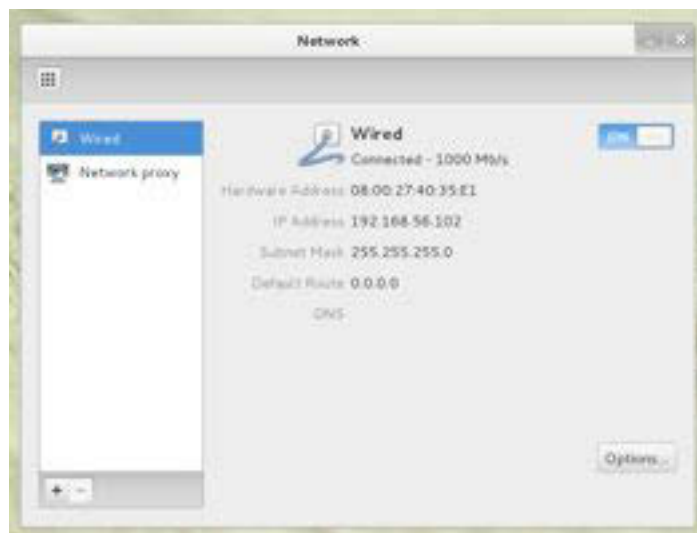 Network
Wired
Network proxy
Wired
Connected - 1000 Mb/s
Hardware Address 08:00:27:40:35:E1
IP Address 192.168.56.102
Subnet Mask 255.255.255.0
Default Route 0.0.0.0
DNS
ON
Options...